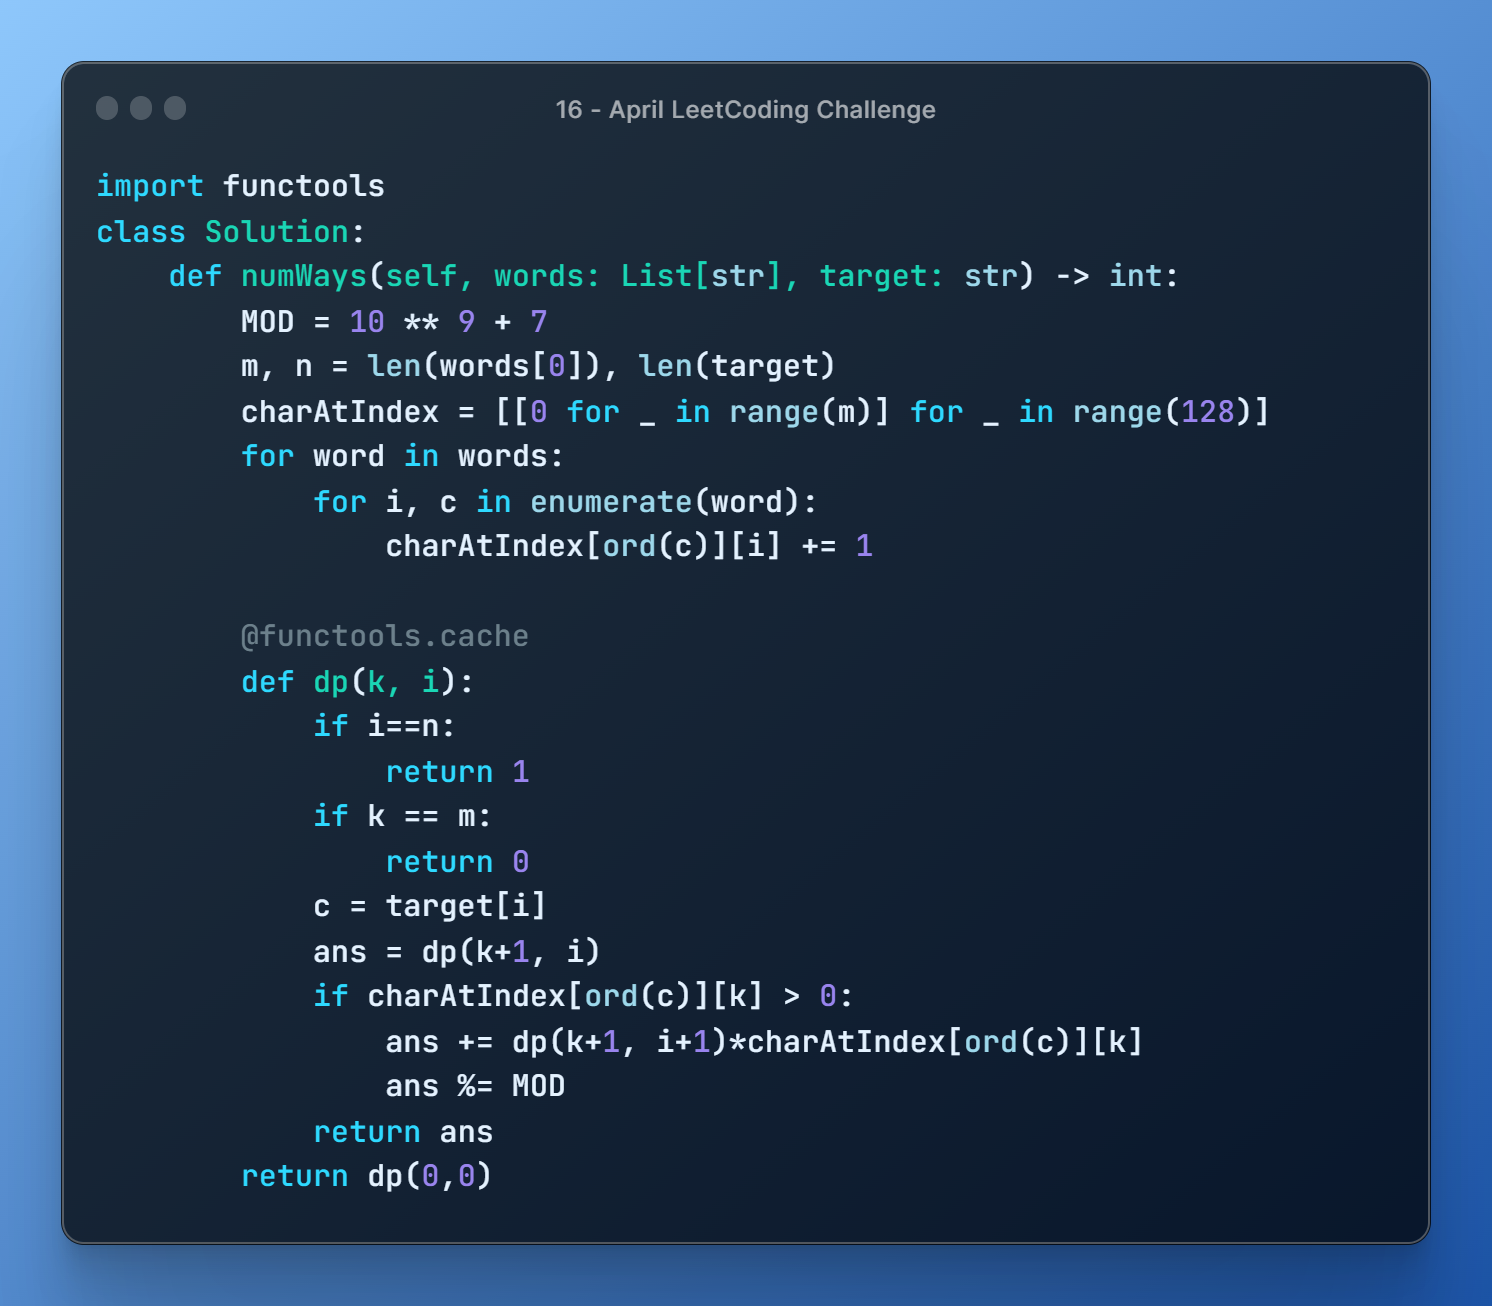 16 - April LeetCoding Challenge
import functools
class Solution:
    def numWays(self, words: List[str], target: str) -> int:
        MOD = 10 ** 9 + 7
        m, n = len(words[0]), len(target)
        charAtIndex = [[0 for _ in range(m)] for _ in range(128)]
        for word in words:
            for i, c in enumerate(word):
                charAtIndex[ord(c)][i] += 1

        @functools.cache
        def dp(k, i):
            if i==n:
                return 1
            if k == m:
                return 0
            c = target[i]
            ans = dp(k+1, i)
            if charAtIndex[ord(c)][k] > 0:
                ans += dp(k+1, i+1)*charAtIndex[ord(c)][k]
                ans %= MOD
            return ans
        return dp(0,0)